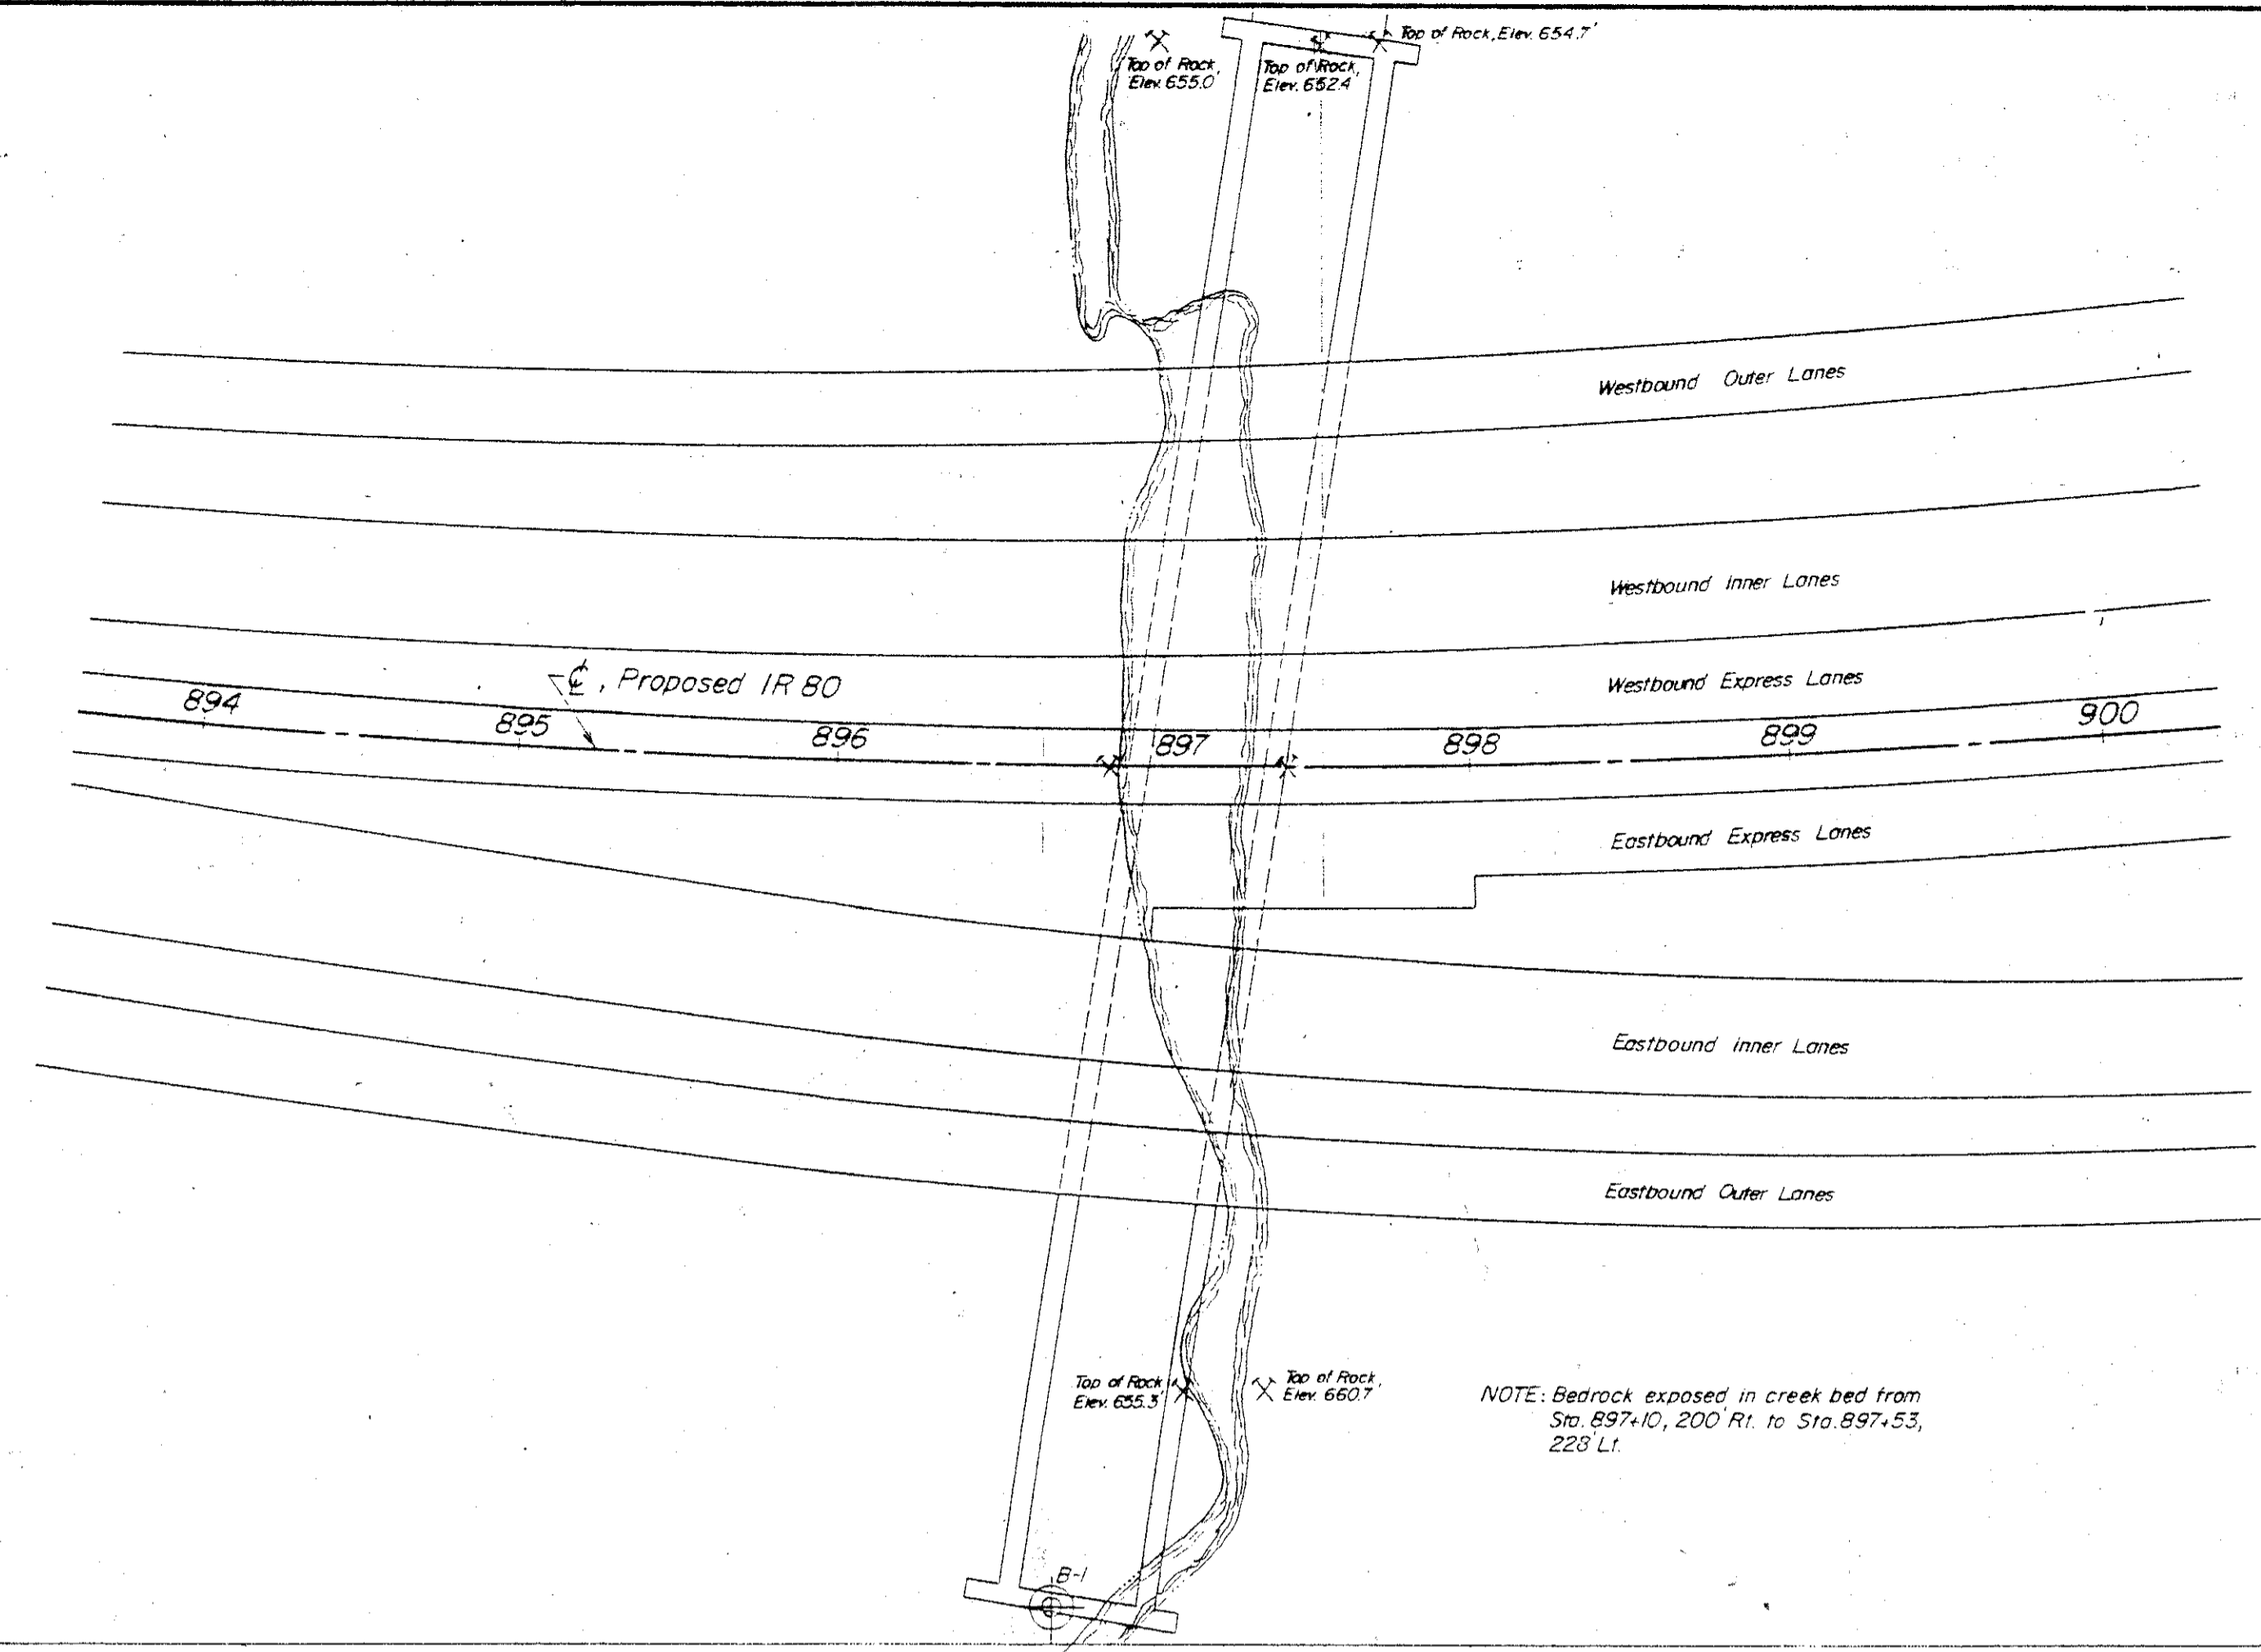 Top of Rock, Elev. 654.7'
Top of Rock,
Elev. 655.0'
Top of Rock,
Elev. 652.4'
Westbound Outer Lanes
Westbound Inner Lanes
Westbound Express Lanes
℄, Proposed IR 80
894
895
896
897
898
899
900
Eastbound Express Lanes
Eastbound Inner Lanes
Eastbound Outer Lanes
Top of Rock
Elev. 655.3'
Top of Rock,
Elev. 660.7'
NOTE: Bedrock exposed in creek bed from
Sta. 897+10, 200' Rt. to Sta. 897+53,
228' Lt.
B-1